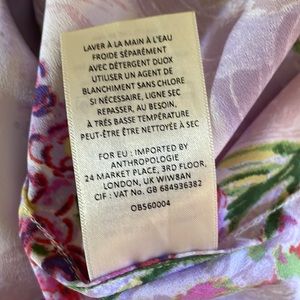 LAVER À LA MAIN À L'EAU
FROIDE SÉPARÉMENT
AVEC DÉTERGENT DUOX
UTILISER UN AGENT DE
BLANCHIMENT SANS CHLORE
SI NÉCESSAIRE, LIGNE SEC
REPASSER, AU BESOIN,
À TRÈS BASSE TEMPÉRATURE
PEUT-ÊTRE ÊTRE NETTOYÉE À SEC
FOR EU : IMPORTED BY
ANTHROPOLOGIE
24 MARKET PLACE, 3RD FLOOR,
LONDON, UK W1W8AN
CIF : VAT No. GB 684936382
OB560004